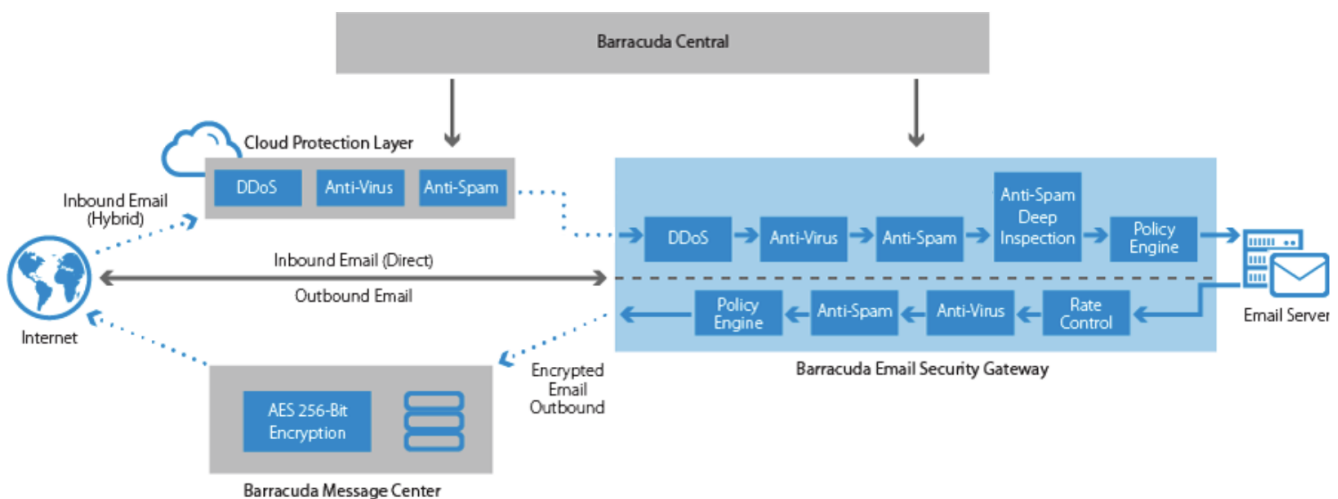 Barracuda Central
Cloud Protection Layer
DDoS
Anti-Virus
Anti-Spam
Inbound Email
(Hybrid)
Inbound Email (Direct)
Outbound Email
Internet
DDoS
Anti-Virus
Anti-Spam
Anti-Spam
Deep
Inspection
Policy
Engine
Policy
Engine
Anti-Spam
Anti-Virus
Rate
Control
Email Server
Barracuda Email Security Gateway
Encrypted
Email
Outbound
AES 256-Bit
Encryption
Barracuda Message Center